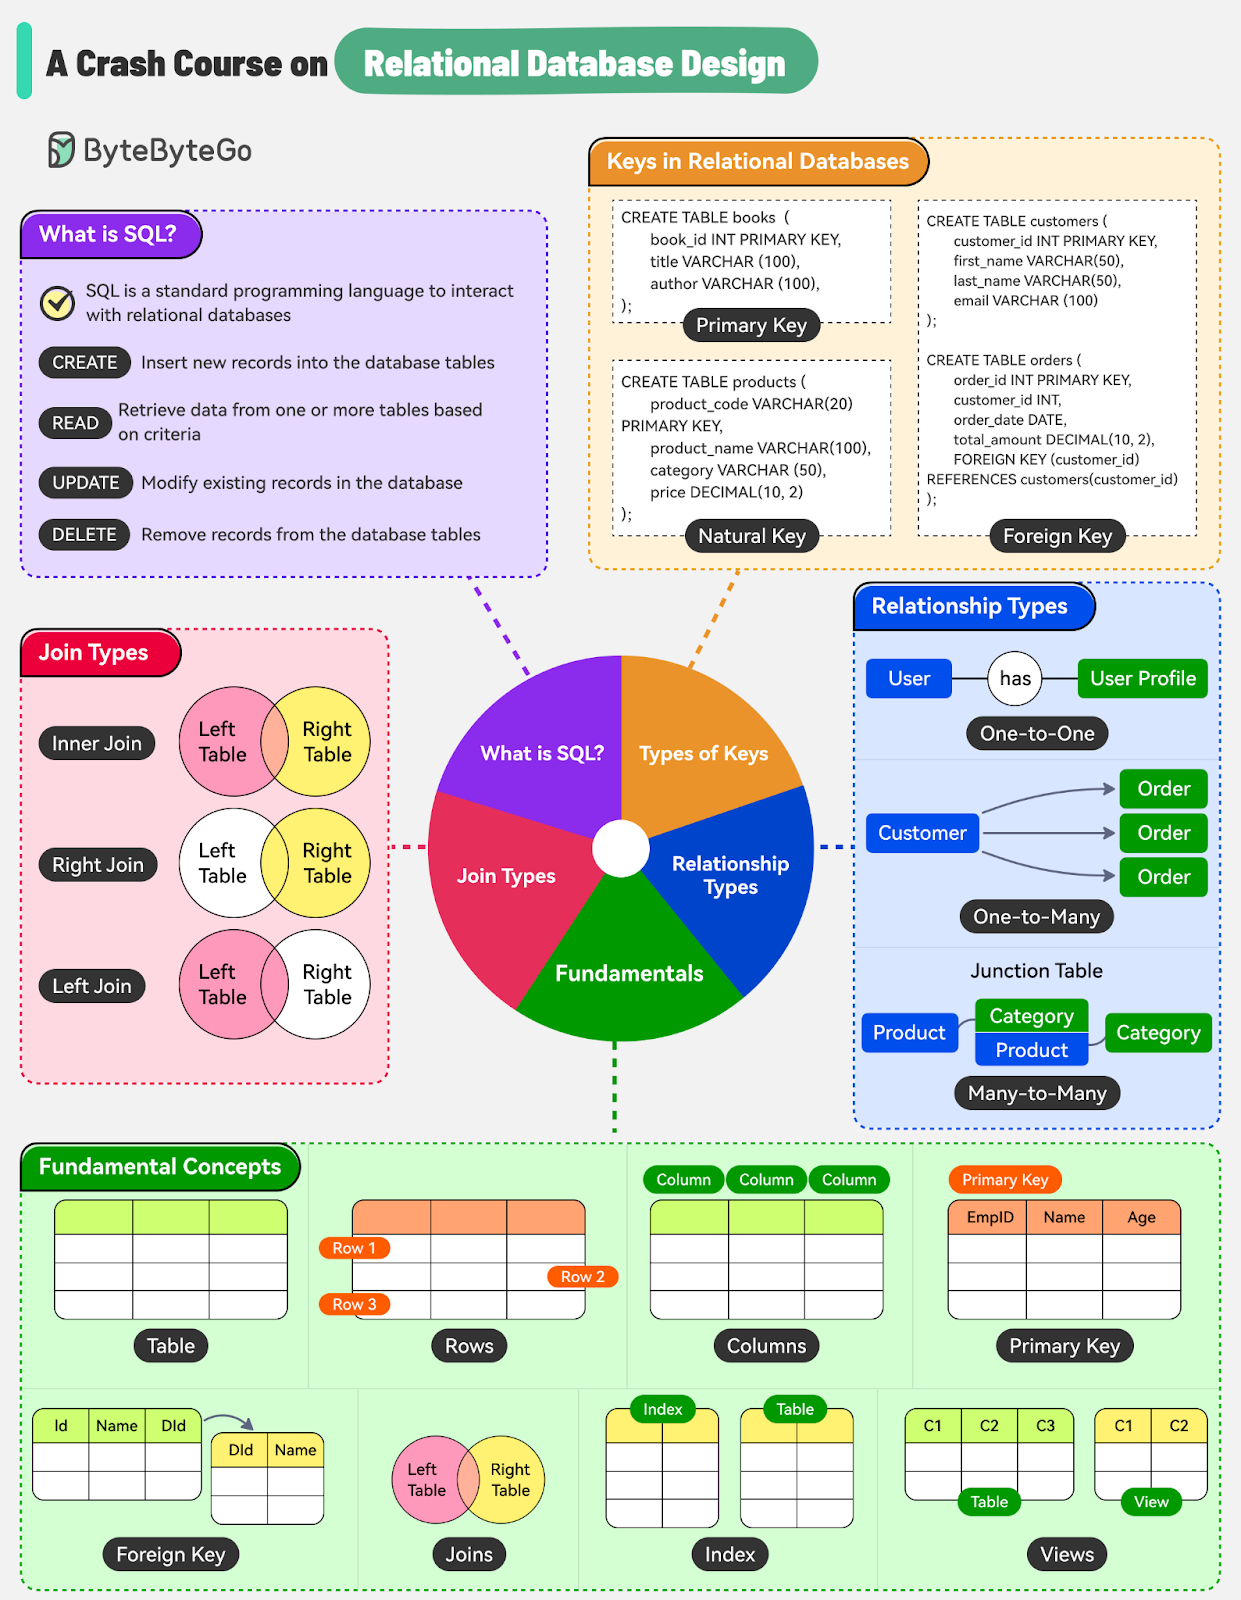 A Crash Course on Relational Database Design
ByteByteGo
What is SQL?
SQL is a standard programming language to interact
with relational databases
CREATE Insert new records into the database tables
READ Retrieve data from one or more tables based
on criteria
UPDATE Modify existing records in the database
DELETE Remove records from the database tables
Keys in Relational Databases
CREATE TABLE books (
book_id INT PRIMARY KEY,
title VARCHAR (100),
author VARCHAR (100),
);
Primary Key
CREATE TABLE products (
product_code VARCHAR(20)
PRIMARY KEY,
product_name VARCHAR(100),
category VARCHAR (50),
price DECIMAL(10, 2)
);
Natural Key
CREATE TABLE customers (
customer_id INT PRIMARY KEY,
first_name VARCHAR(50),
last_name VARCHAR(50),
email VARCHAR (100)
);
CREATE TABLE orders (
order_id INT PRIMARY KEY,
customer_id INT,
order_date DATE,
total_amount DECIMAL(10, 2),
FOREIGN KEY (customer_id)
REFERENCES customers(customer_id)
);
Foreign Key
Join Types
Inner Join
Left
Table
Right
Table
Right Join
Left
Table
Right
Table
Left Join
Left
Table
Right
Table
What is SQL?
Types of Keys
Join Types
Relationship
Types
Fundamentals
Relationship Types
User has User Profile
One-to-One
Customer
Order
Order
Order
One-to-Many
Junction Table
Product
Category
Product
Category
Many-to-Many
Fundamental Concepts
Table
Row 1
Row 2
Row 3
Rows
Column Column Column
Columns
Primary Key
EmpID Name Age
Primary Key
Id Name DId
DId Name
Foreign Key
Left
Table
Right
Table
Joins
Index
Table
Index
C1 C2 C3
Table
C1 C2
View
Views